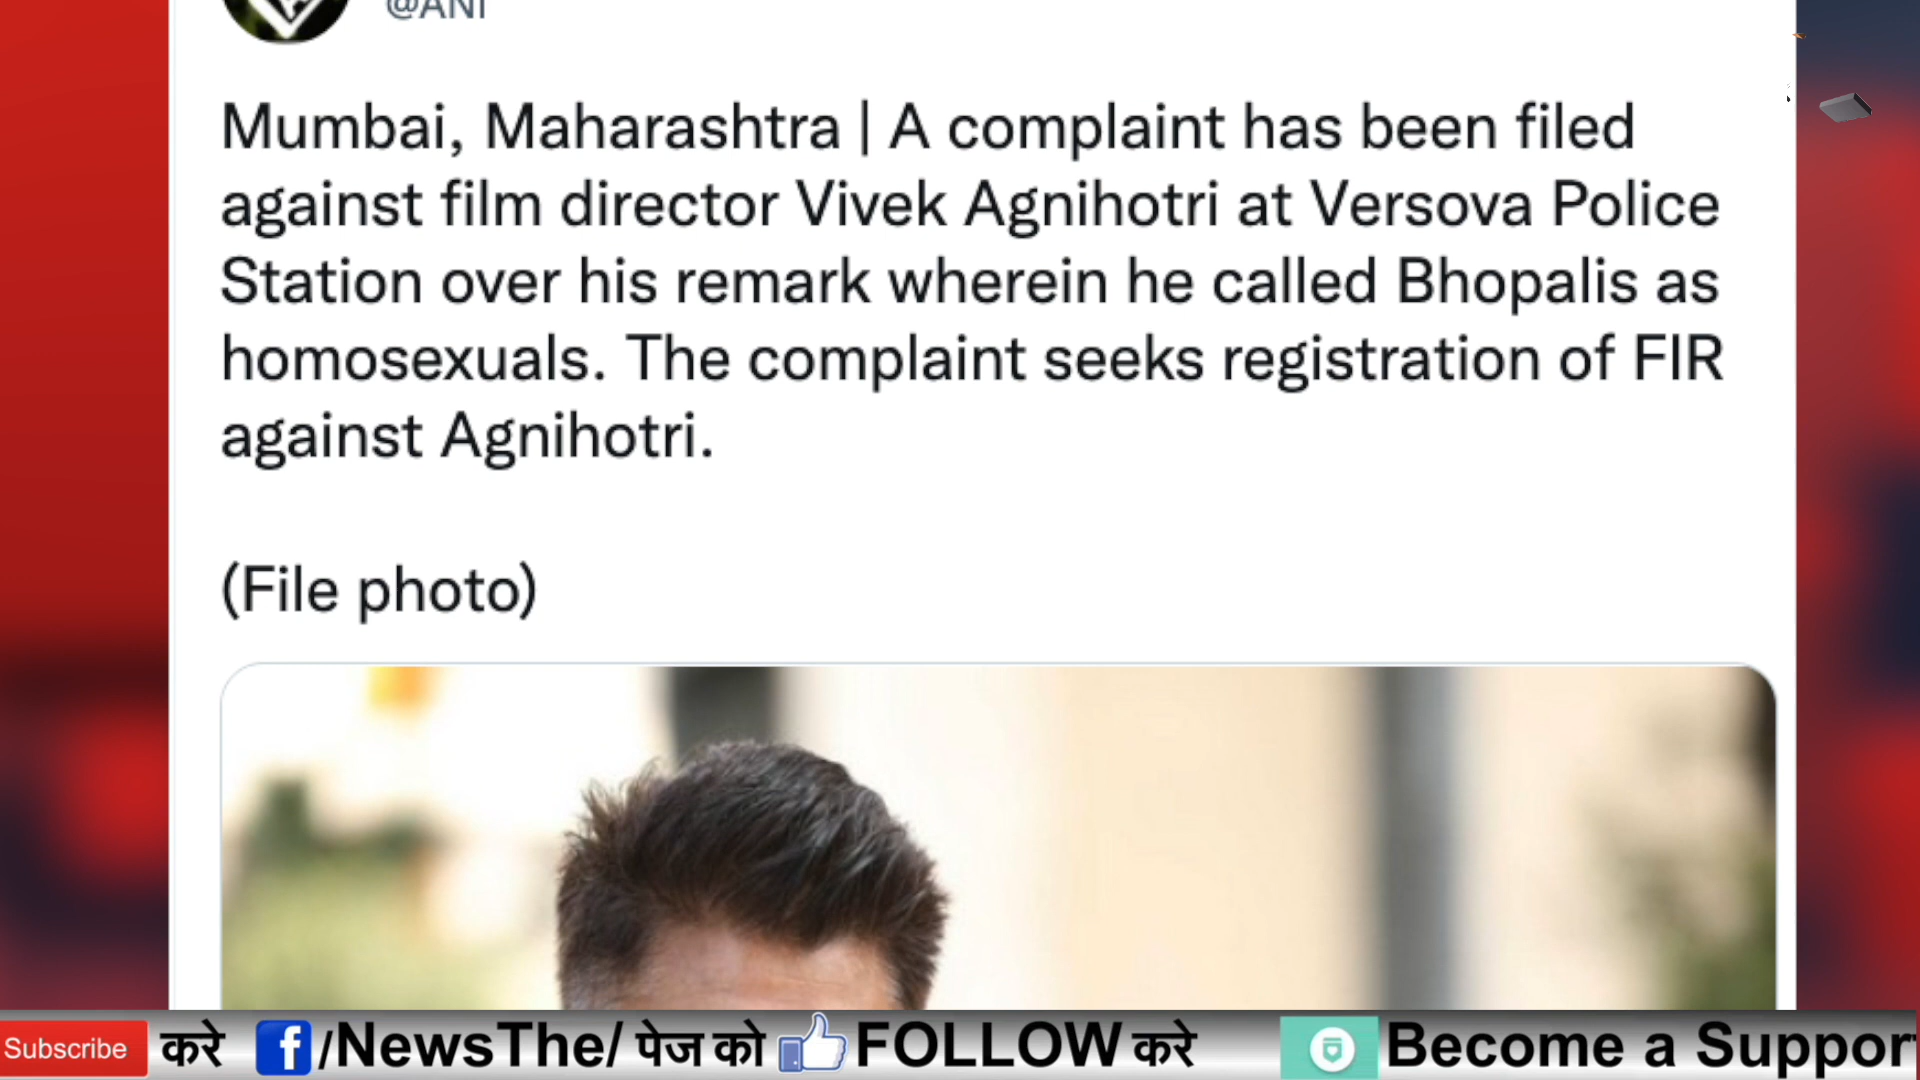 @ANI
Mumbai, Maharashtra | A complaint has been filed
against film director Vivek Agnihotri at Versova Police
Station over his remark wherein he called Bhopalis as
homosexuals. The complaint seeks registration of FIR
against Agnihotri.
(File photo)
Subscribe करे f /NewsThe/ पेज को FOLLOW करे Become a Suppor